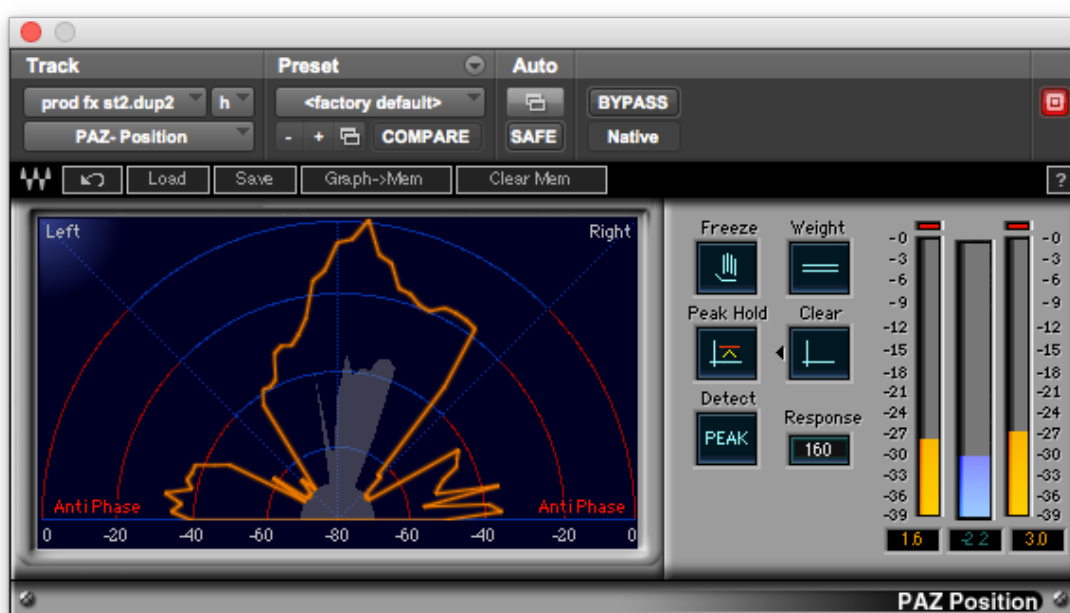 Track Preset Auto
prod fx st2.dup2 h <factory default> BYPASS
PAZ- Position - + COMPARE SAFE Native
Load Save Graph->Mem Clear Mem ?
Left Right
Freeze Weight
Peak Hold Clear
Detect
PEAK
Response
160
AntiPhase AntiPhase
0 -20 -40 -60 -80 -60 -40 -20 0
-0 -0
-3 -3
-6 -6
-9 -9
-12 -12
-15 -15
-18 -18
-21 -21
-24 -24
-27 -27
-30 -30
-33 -33
-36 -36
-39 -39
1.6 -2.2 3.0
PAZ Position